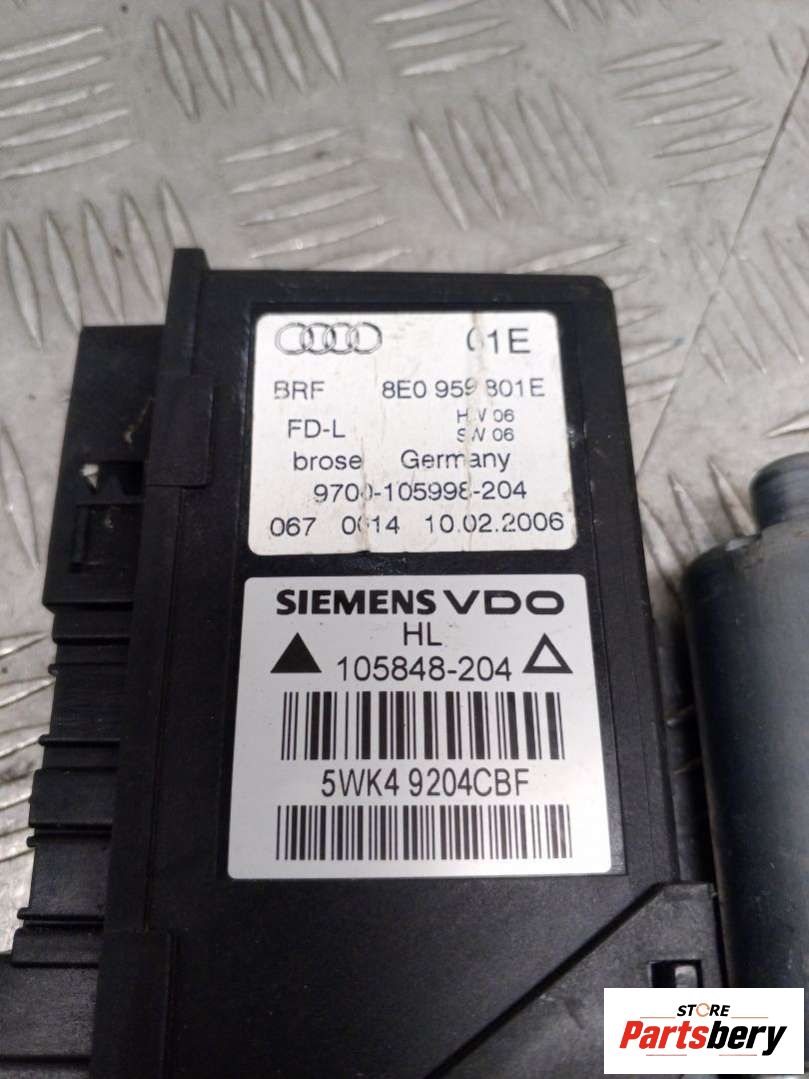 01E
BRF 8E0 959 801E
FD-L HW 06
SW 06
brose Germany
9700-105998-204
067 0014 10.02.2006
SIEMENS VDO
HL
105848-204
5WK4 9204CBF
STORE
Partsbery